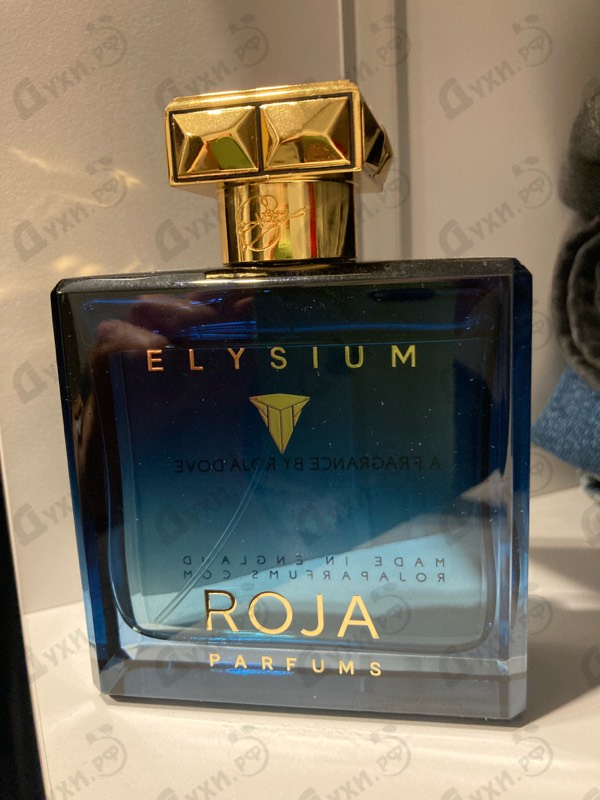 ELYSIUM
A FRAGRANCE BY ROJA DOVE
MADE IN ENGLAND
ROJAPARFUMS.COM
ROJA
PARFUMS
Духи.РФ